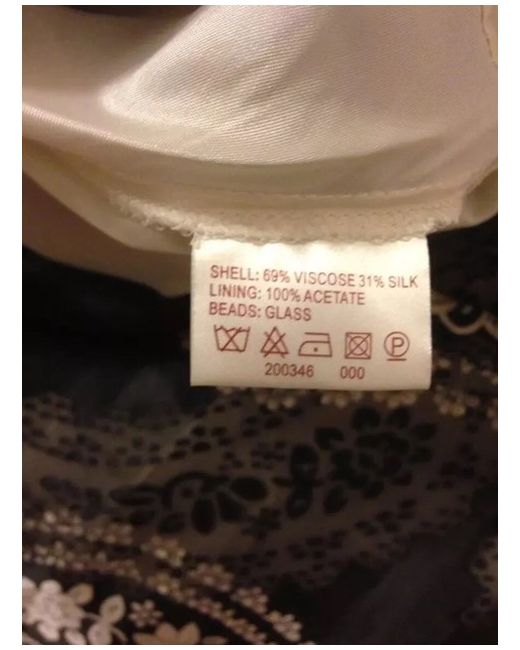 SHELL: 69% VISCOSE 31% SILK
LINING: 100% ACETATE
BEADS: GLASS
P
200346 000